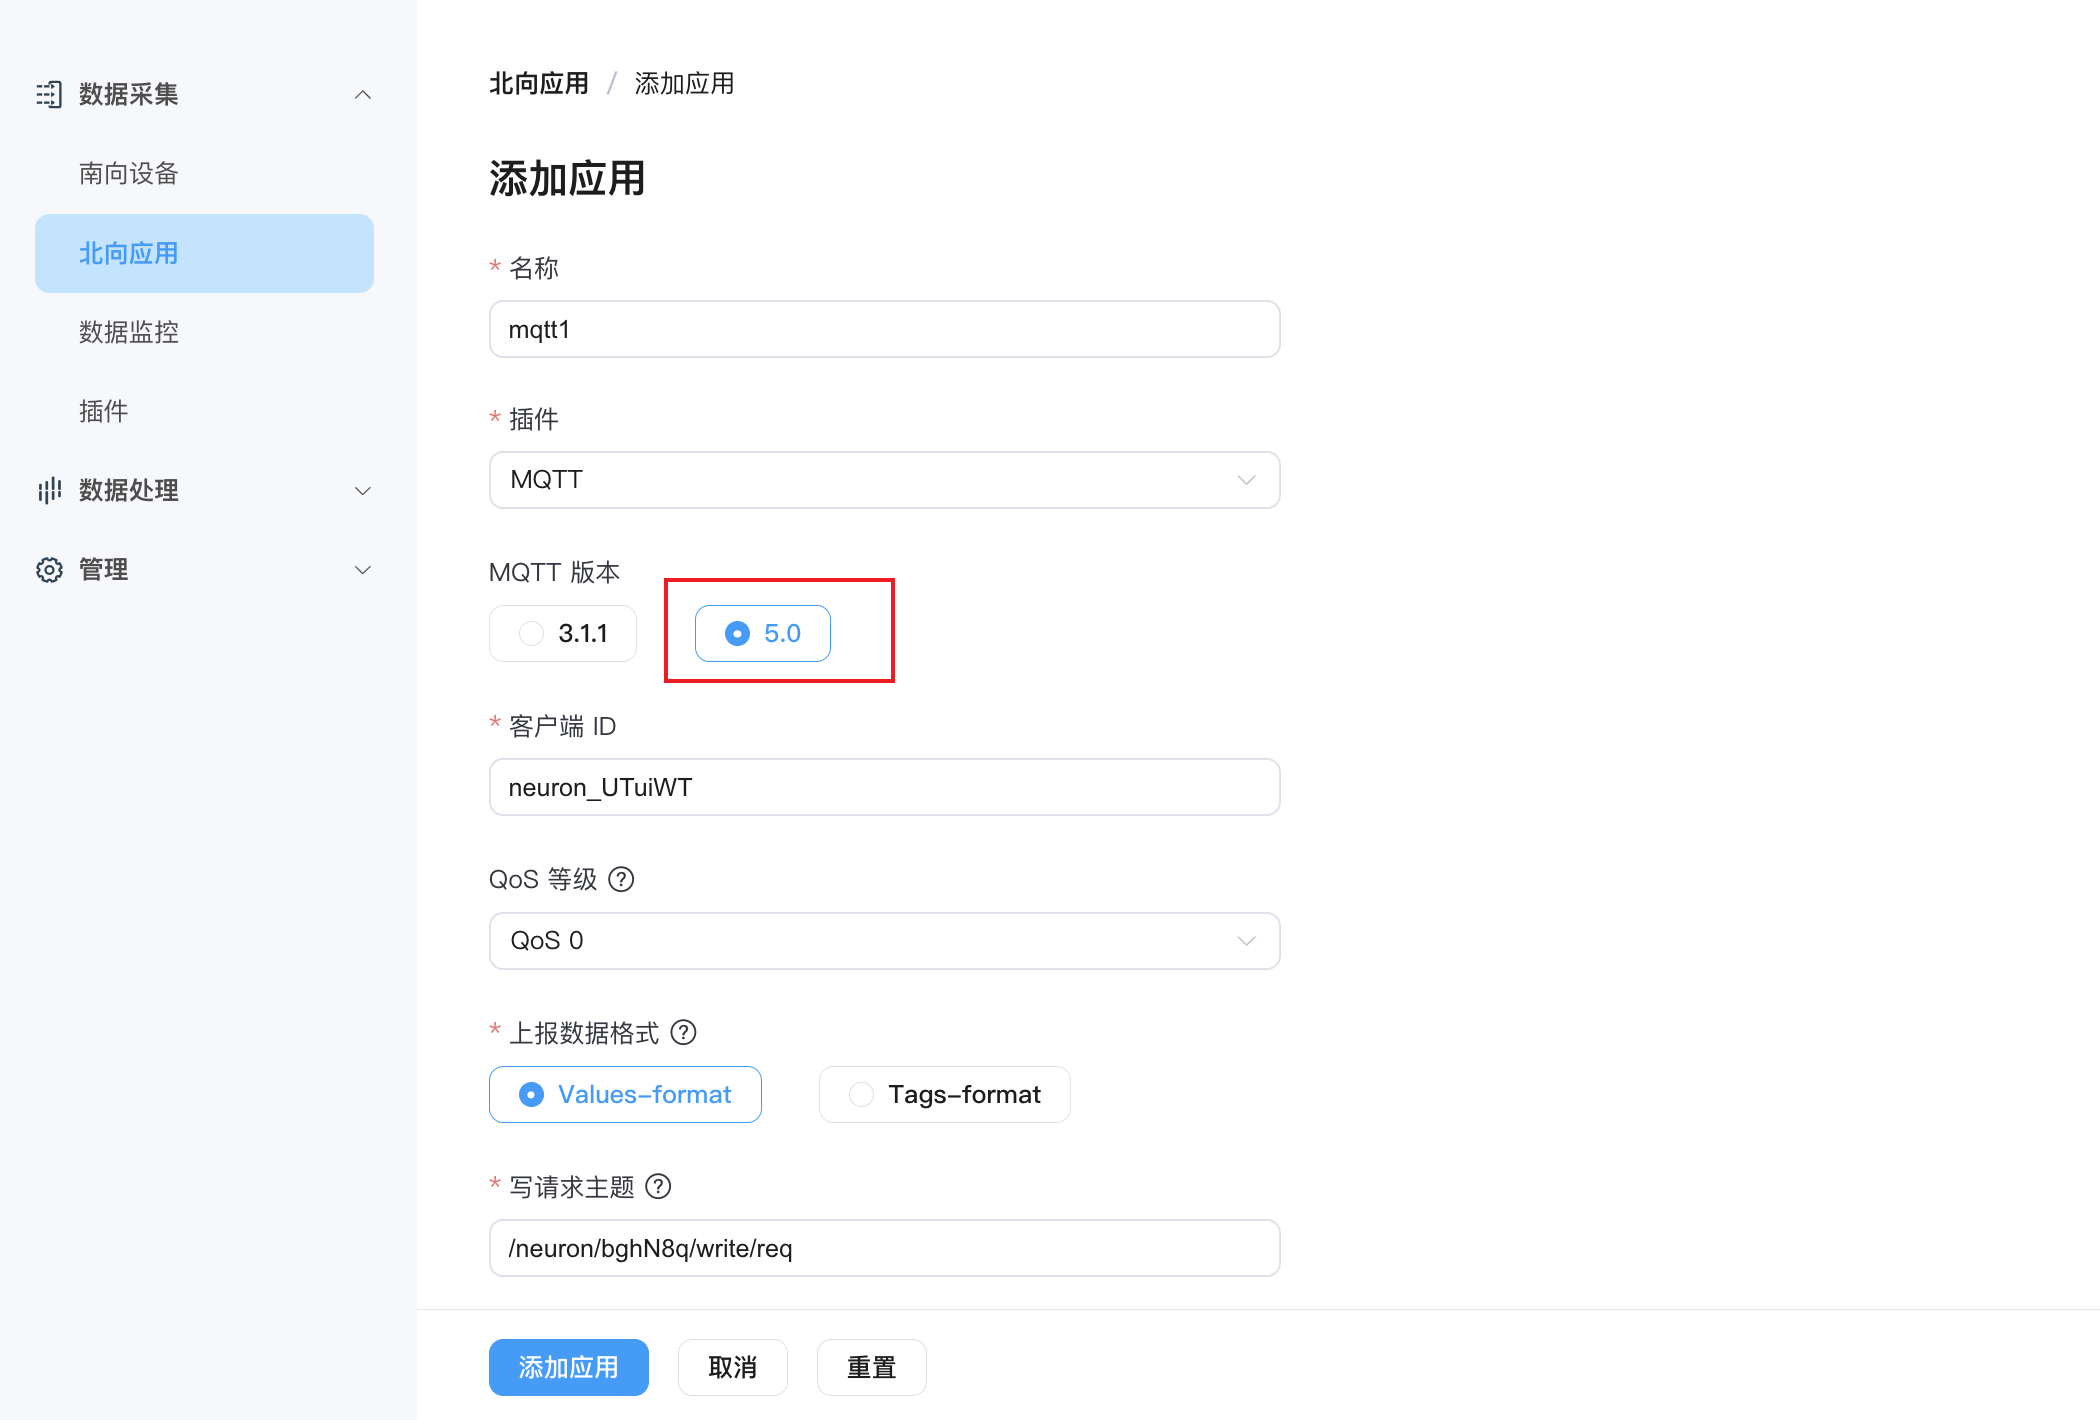 数据采集
南向设备
北向应用
数据监控
插件
数据处理
管理
北向应用 / 添加应用
添加应用
* 名称
mqtt1
* 插件
MQTT
MQTT 版本
3.1.1
5.0
* 客户端 ID
neuron_UTuiWT
QoS 等级 ?
QoS 0
* 上报数据格式 ?
Values-format
Tags-format
* 写请求主题 ?
/neuron/bghN8q/write/req
添加应用
取消
重置